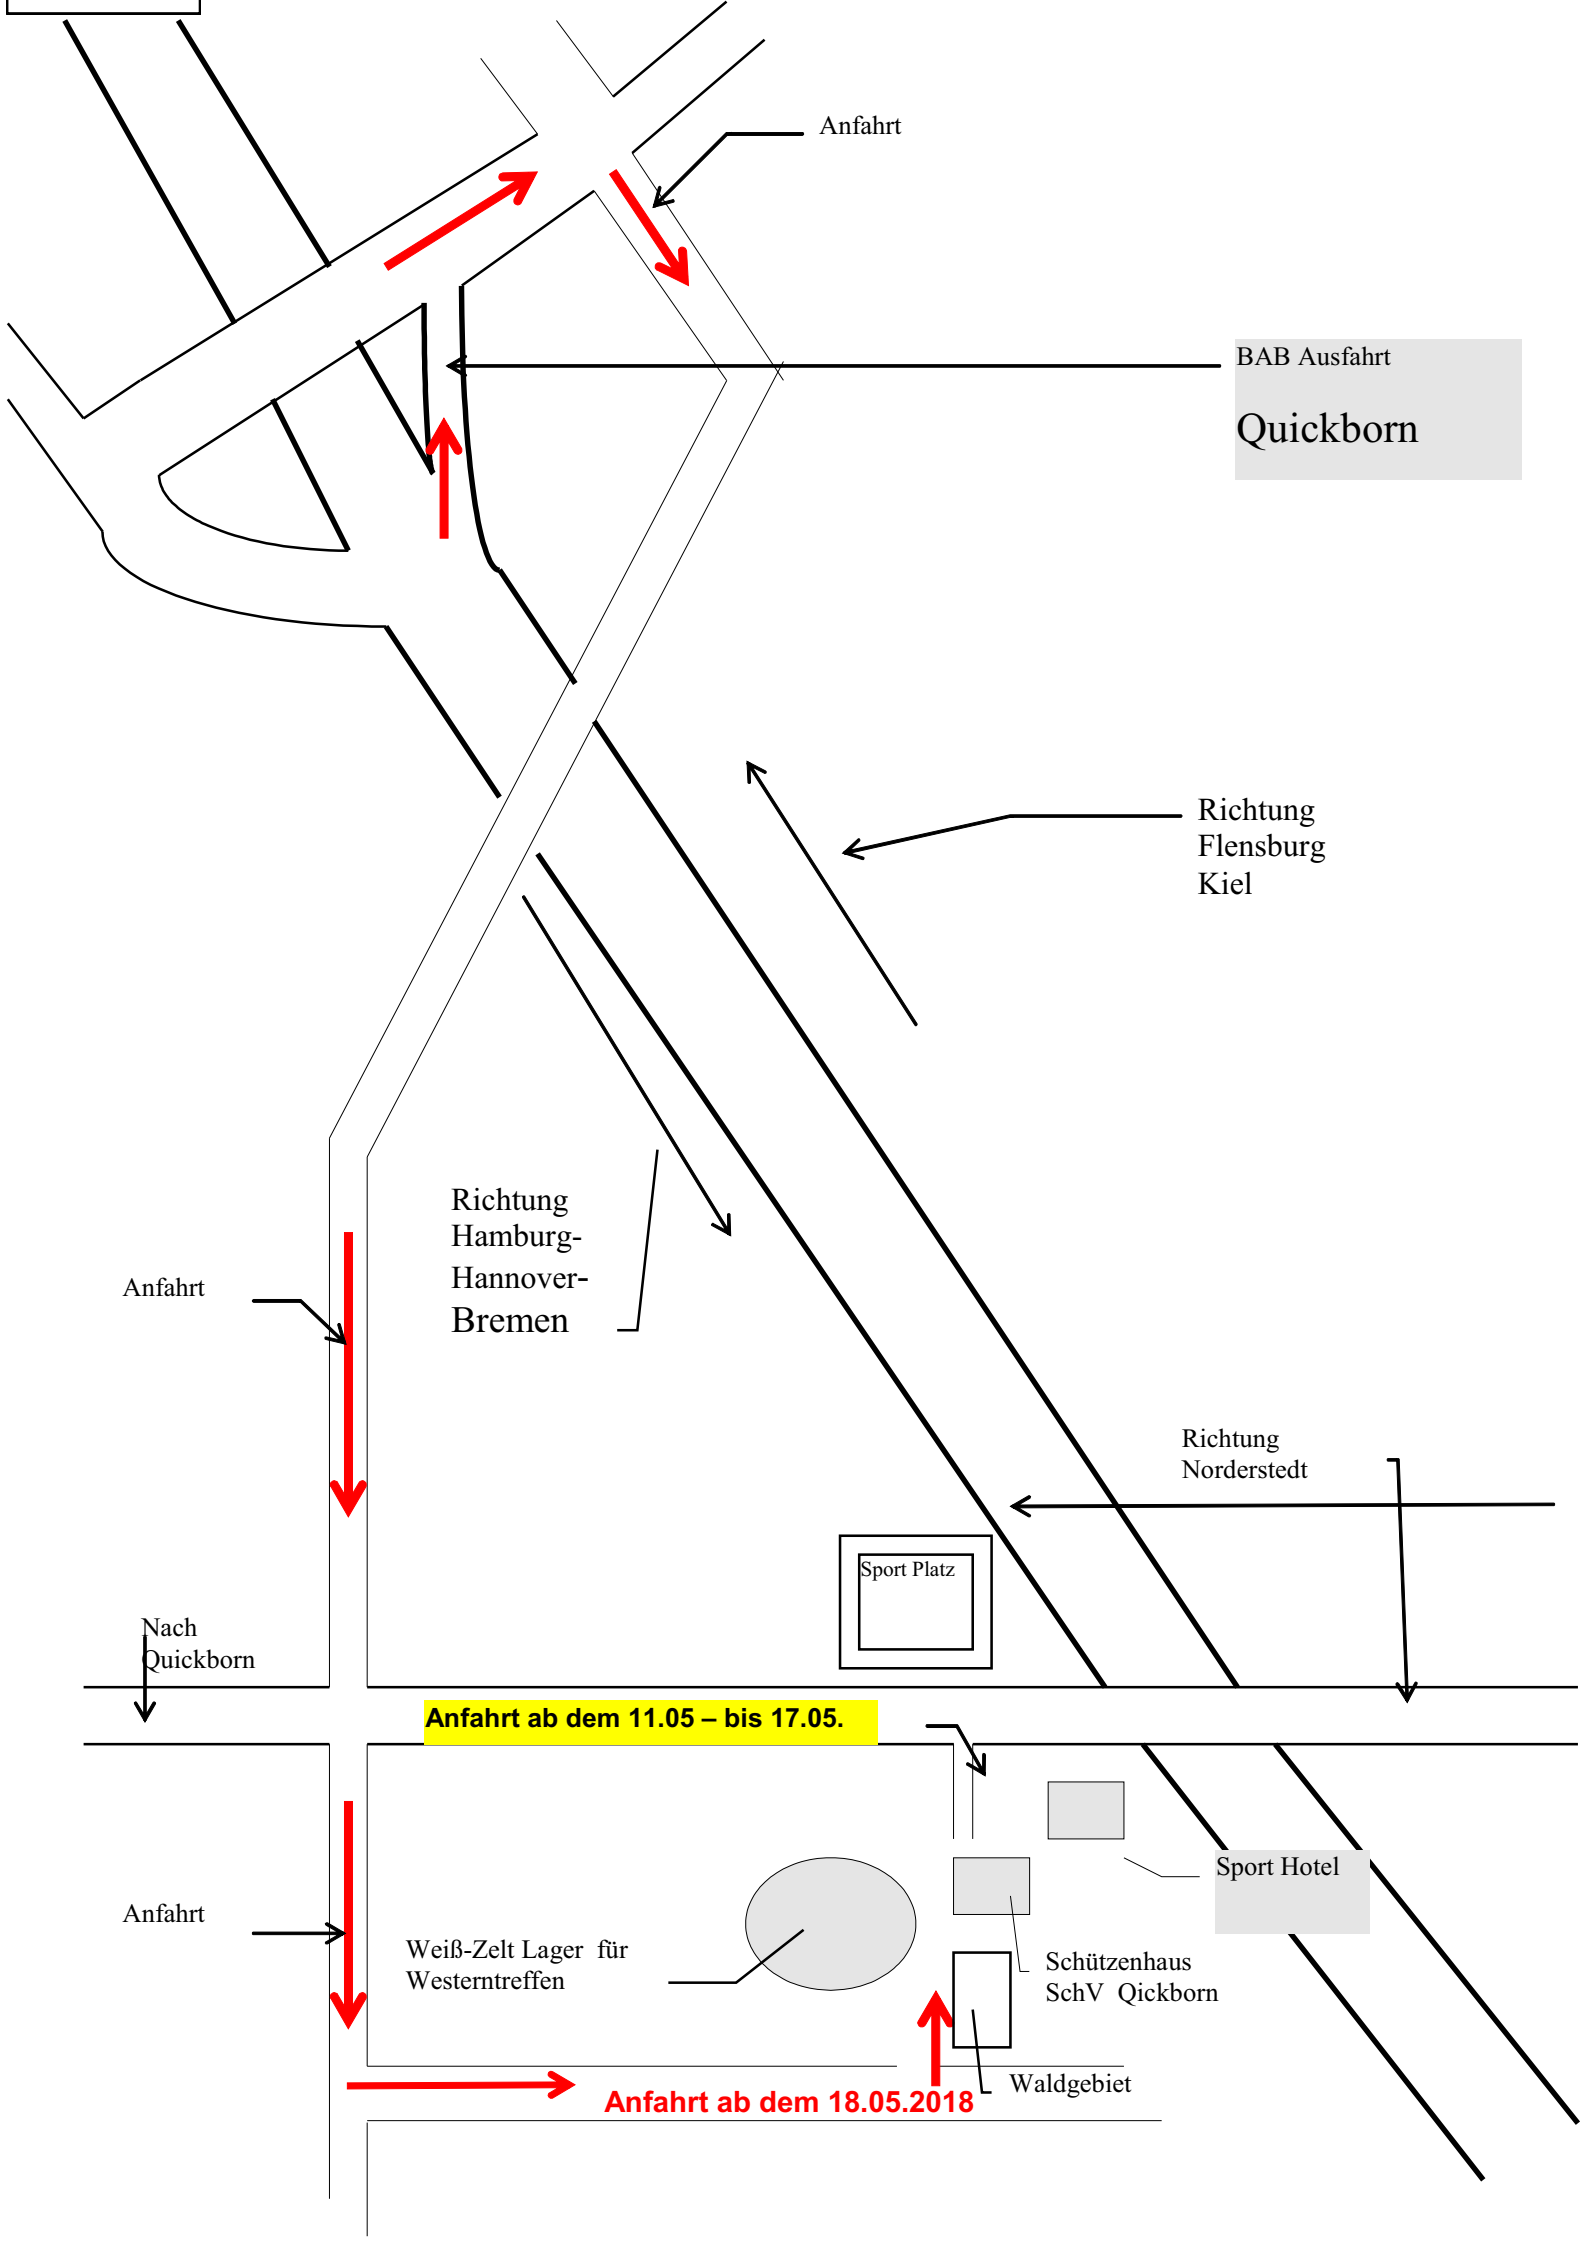 Anfahrt
BAB Ausfahrt
Quickborn
Richtung
Flensburg
Kiel
Richtung
Hamburg-
Hannover-
Bremen
Anfahrt
Richtung
Norderstedt
Sport Platz
Nach
Quickborn
Anfahrt ab dem 11.05 – bis 17.05.
Sport Hotel
Anfahrt
Weiß-Zelt Lager für
Westerntreffen
Schützenhaus
SchV Qickborn
Waldgebiet
Anfahrt ab dem 18.05.2018